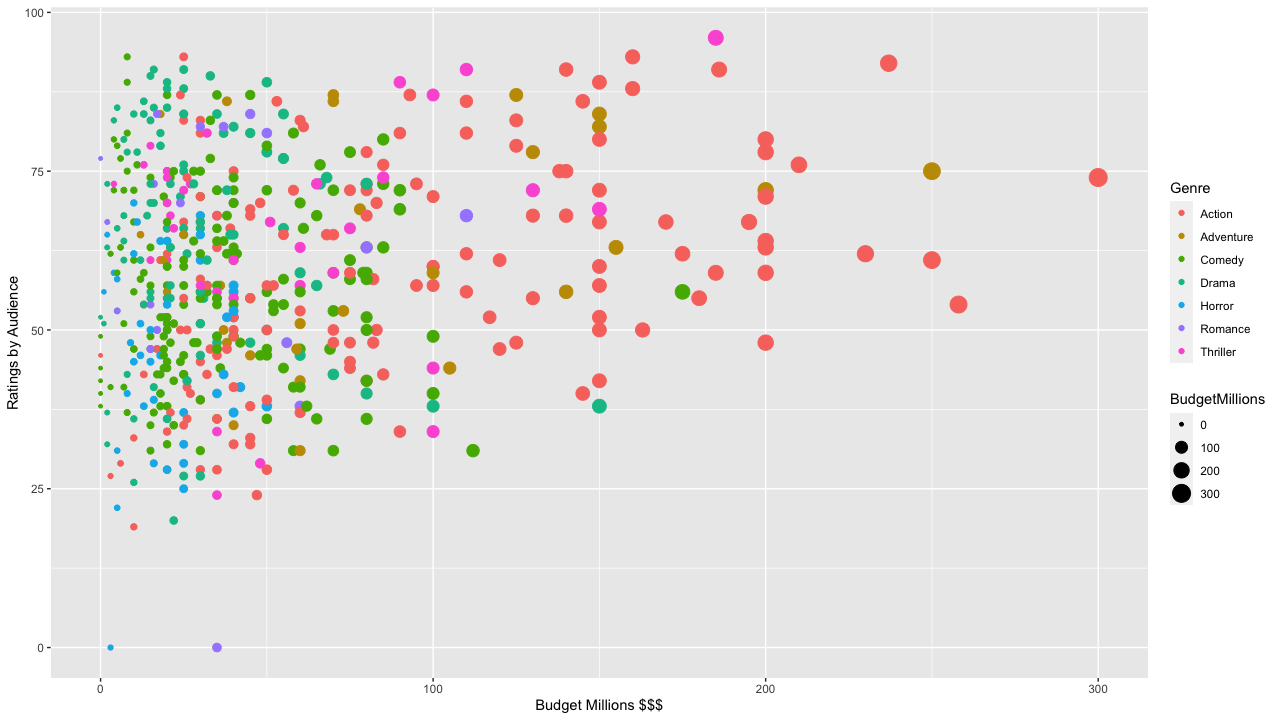 100
75
50
25
0
Ratings by Audience
0
100
200
300
Budget Millions $$$
Genre
Action
Adventure
Comedy
Drama
Horror
Romance
Thriller
BudgetMillions
0
100
200
300